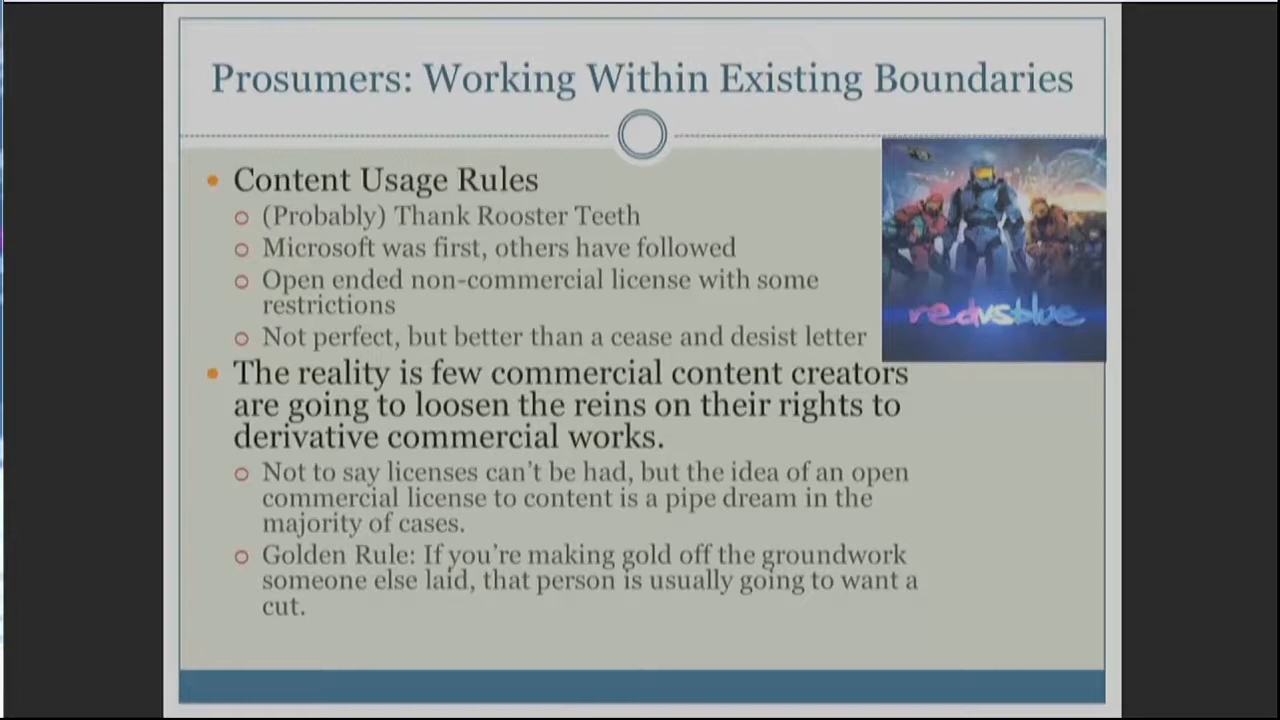 Prosumers: Working Within Existing Boundaries
Content Usage Rules
(Probably) Thank Rooster Teeth
Microsoft was first, others have followed
Open ended non-commercial license with some
restrictions
Not perfect, but better than a cease and desist letter
redvsblue
The reality is few commercial content creators
are going to loosen the reins on their rights to
derivative commercial works.
Not to say licenses can't be had, but the idea of an open
commercial license to content is a pipe dream in the
majority of cases.
Golden Rule: If you're making gold off the groundwork
someone else laid, that person is usually going to want a
cut.